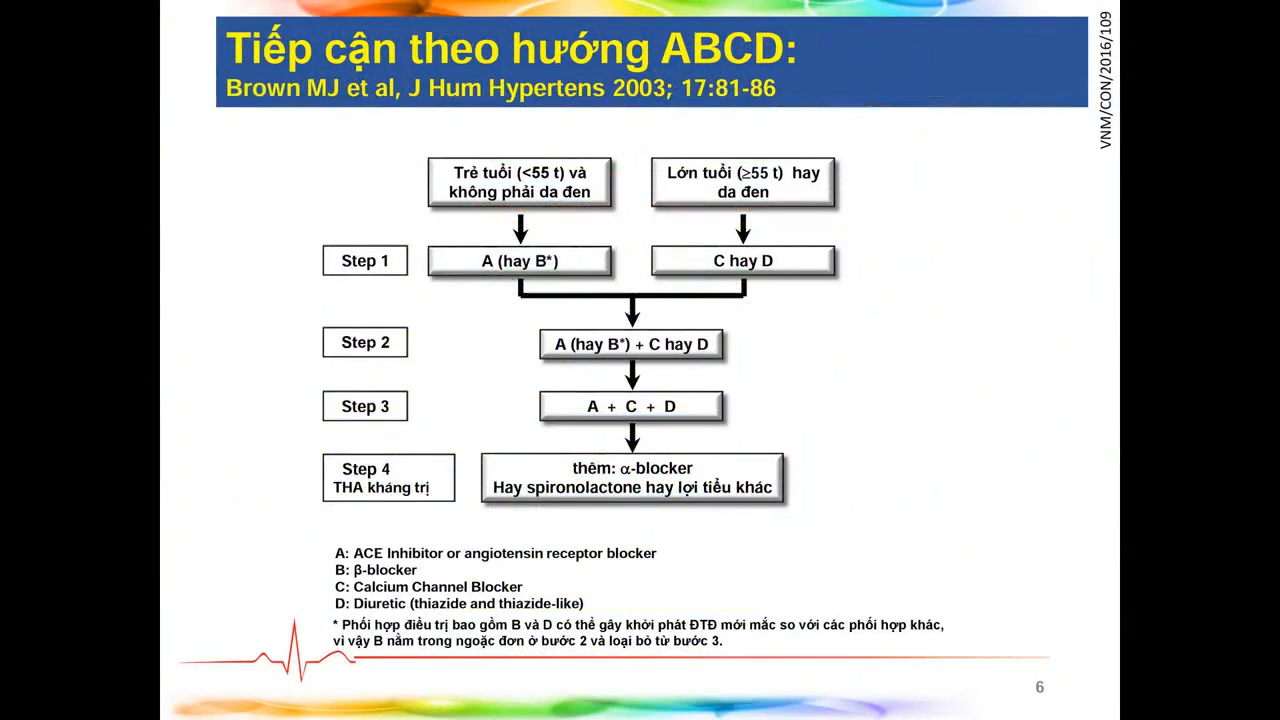 Tiếp cận theo hướng ABCD:
Brown MJ et al, J Hum Hypertens 2003; 17:81-86
VNM/CON/2016/109
Trẻ tuổi (<55 t) và
không phải da đen
Lớn tuổi (≥55 t) hay
da đen
Step 1
A (hay B*)
C hay D
Step 2
A (hay B*) + C hay D
Step 3
A + C + D
Step 4
THA kháng trị
thêm: α-blocker
Hay spironolactone hay lợi tiểu khác
A: ACE Inhibitor or angiotensin receptor blocker
B: β-blocker
C: Calcium Channel Blocker
D: Diuretic (thiazide and thiazide-like)
* Phối hợp điều trị bao gồm B và D có thể gây khởi phát ĐTĐ mới mắc so với các phối hợp khác,
vì vậy B nằm trong ngoặc đơn ở bước 2 và loại bỏ từ bước 3.
6